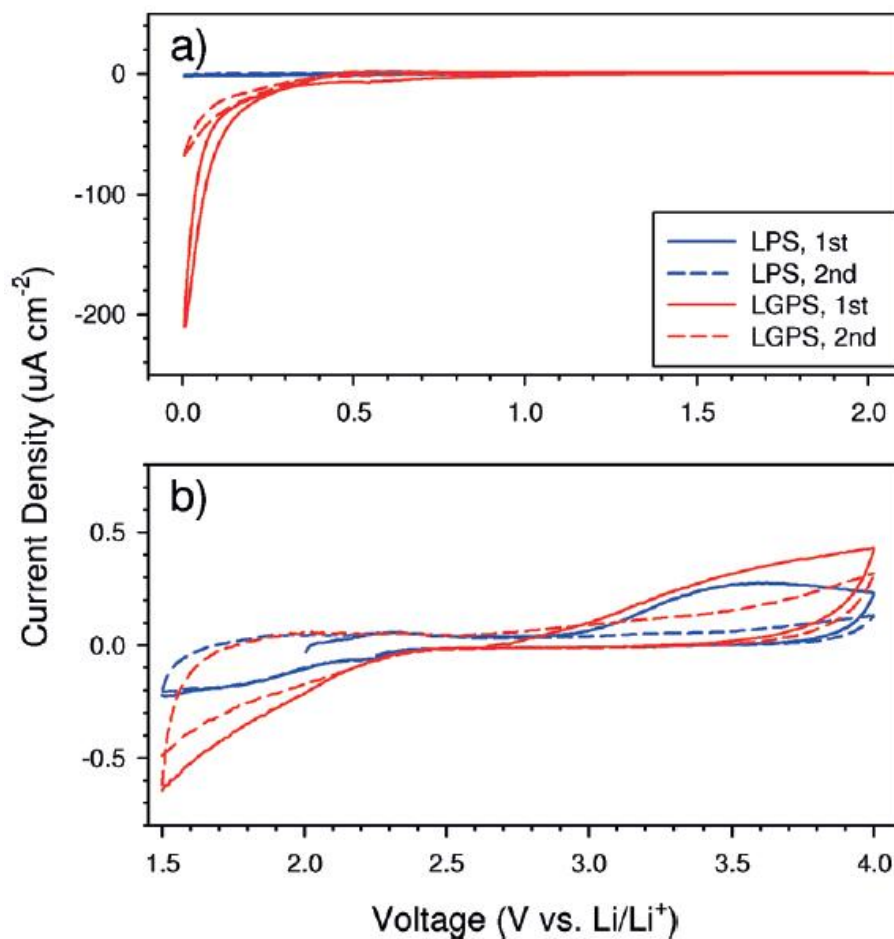 a)
0
-100
-200
LPS, 1st
LPS, 2nd
LGPS, 1st
LGPS, 2nd
0.0 0.5 1.0 1.5 2.0
Current Density (uA cm⁻²)
b)
0.5
0.0
-0.5
1.5 2.0 2.5 3.0 3.5 4.0
Voltage (V vs. Li/Li⁺)